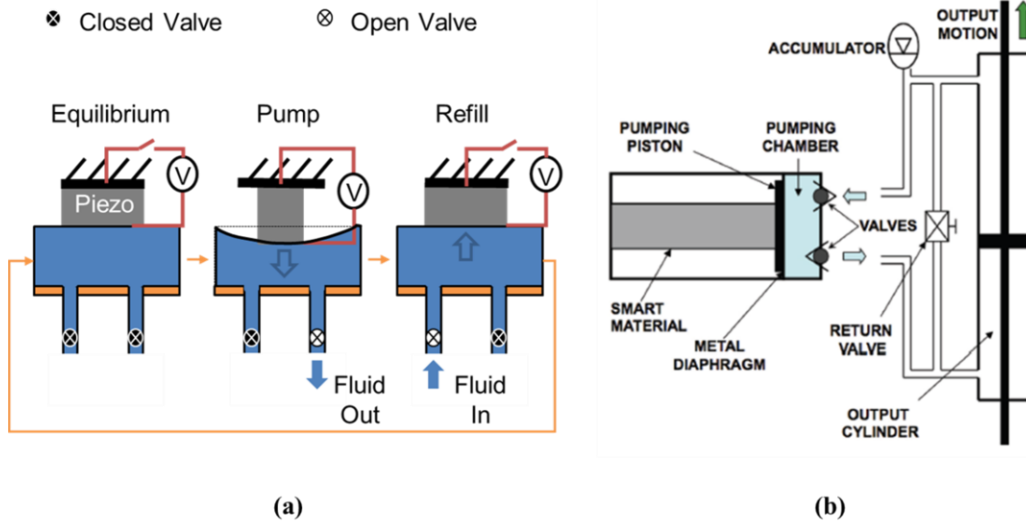 Closed Valve
Open Valve
Equilibrium
Pump
Refill
V
V
V
Piezo
Fluid
Out
Fluid
In
(a)
OUTPUT
MOTION
ACCUMULATOR
PUMPING
PISTON
PUMPING
CHAMBER
VALVES
SMART
MATERIAL
METAL
DIAPHRAGM
RETURN
VALVE
OUTPUT
CYLINDER
(b)